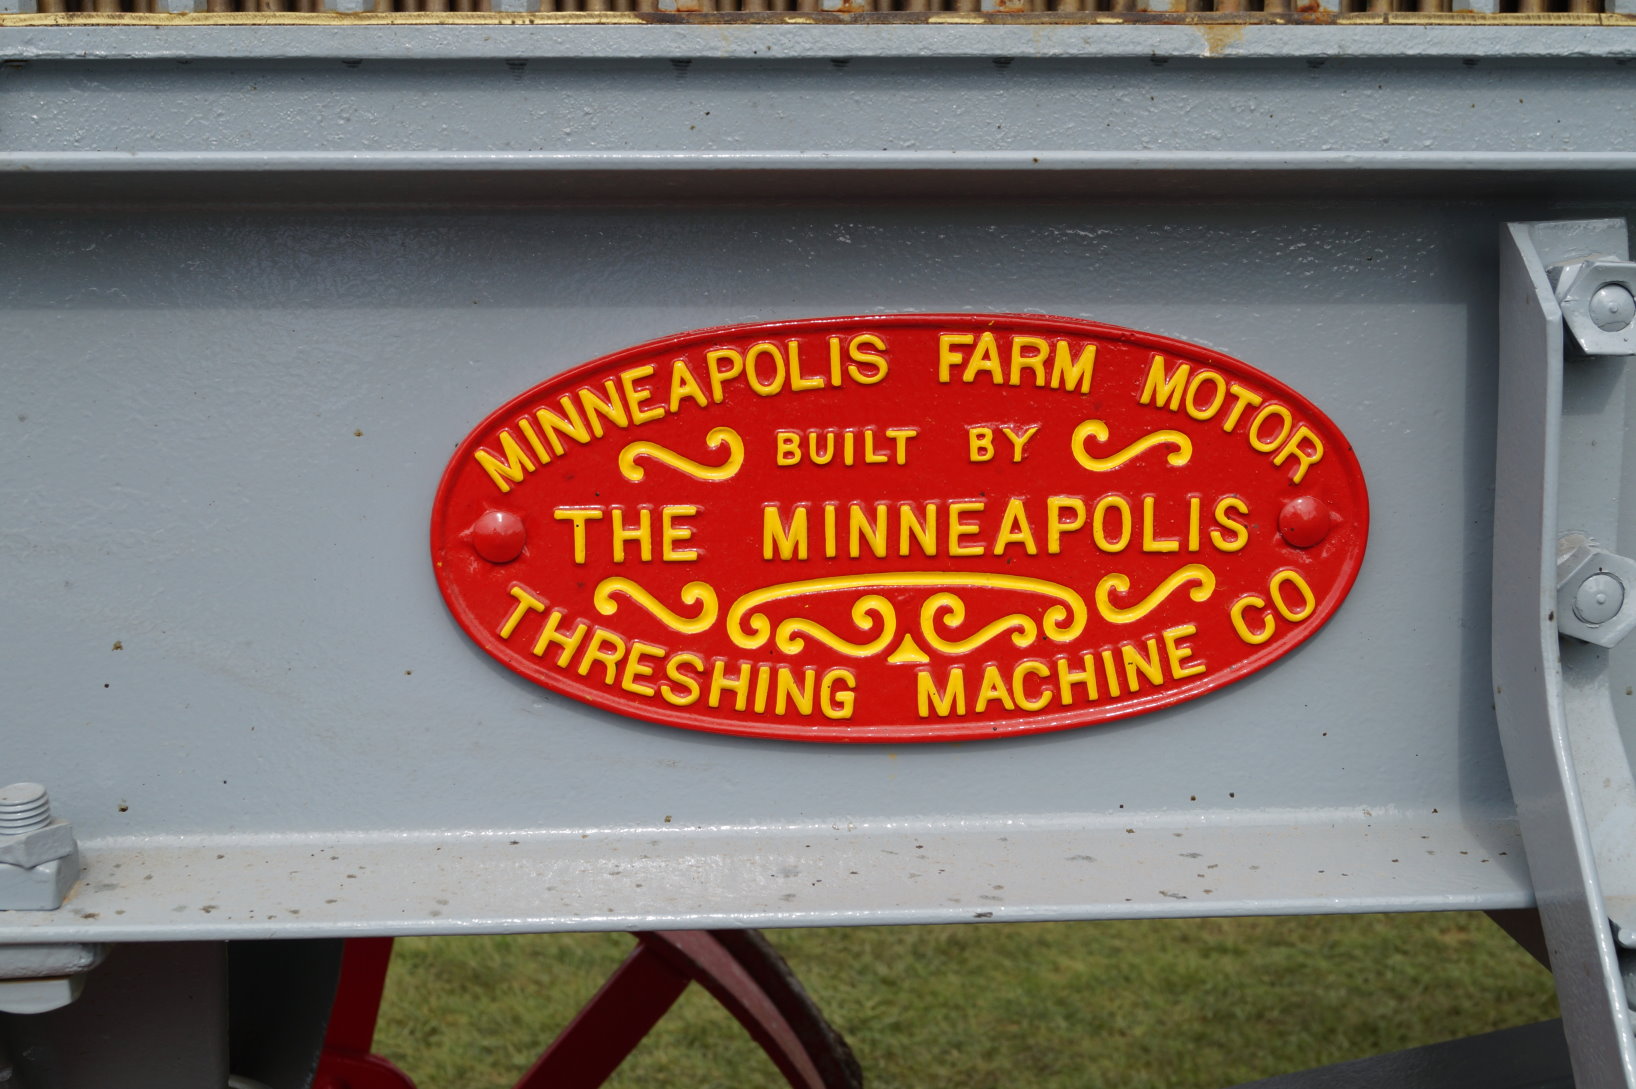 MINNEAPOLIS FARM MOTOR
BUILT BY
THE MINNEAPOLIS
THRESHING MACHINE CO